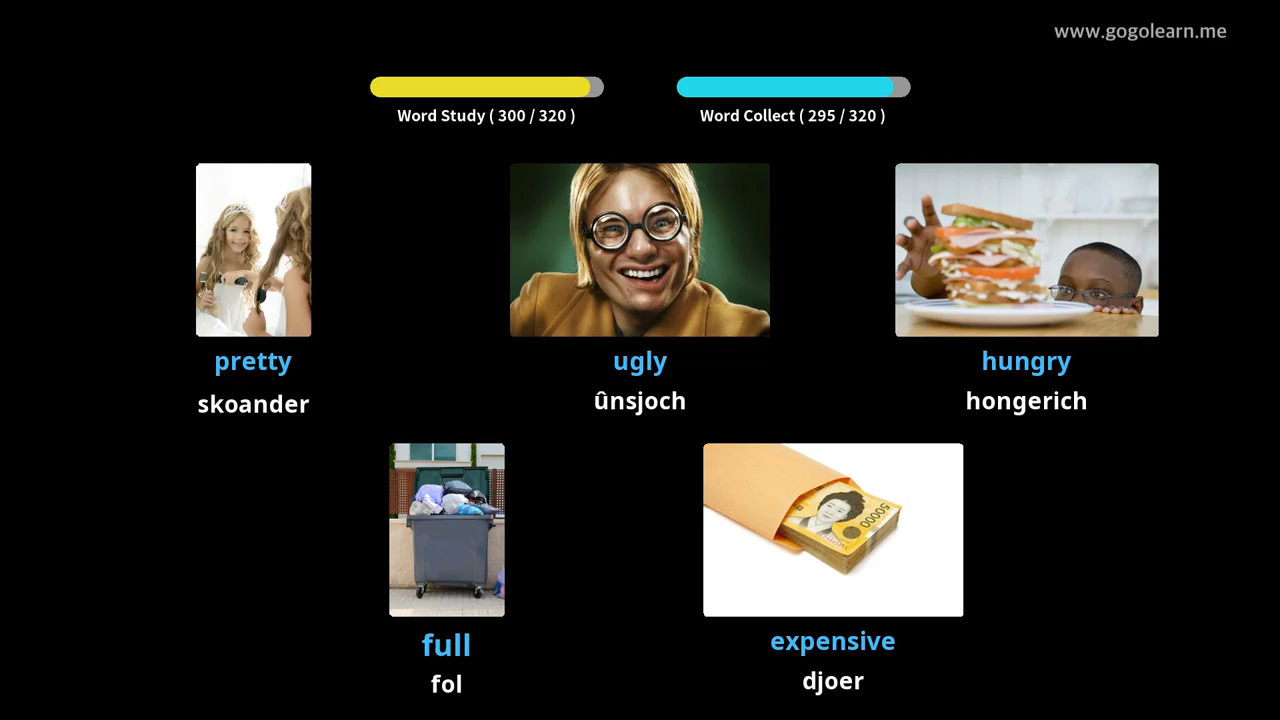 www.gogolearn.me
Word Study ( 300 / 320 )
Word Collect ( 295 / 320 )
pretty
skoander
ugly
ûnsjoch
hungry
hongerich
50000
full
fol
expensive
djoer